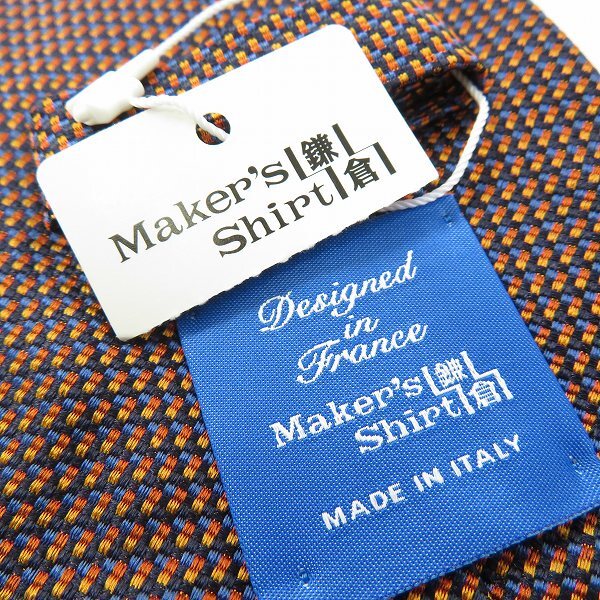 Maker's 鎌
Shirt 倉
Designed
in
France
Maker's 鎌
Shirt 倉
MADE IN ITALY